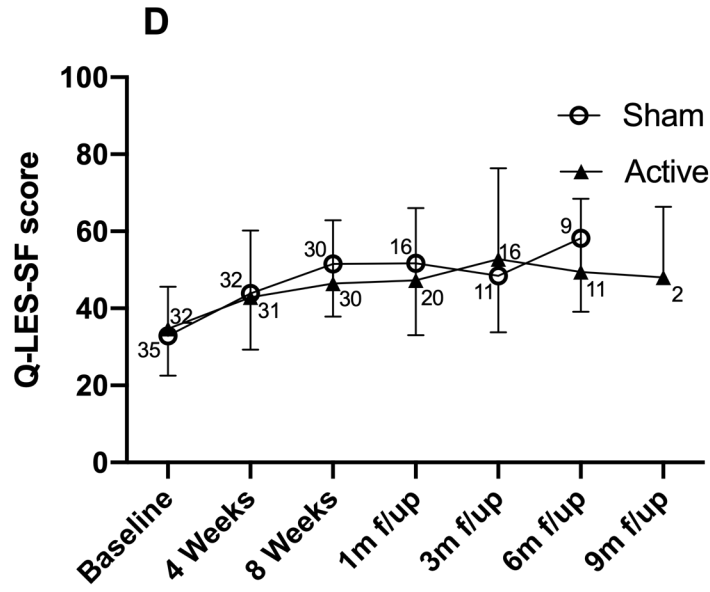 D
Q-LES-SF score
100
80
60
40
20
0
Sham
Active
32
35
32
31
30
30
16
20
16
11
9
11
2
Baseline
4 Weeks
8 Weeks
1m f/up
3m f/up
6m f/up
9m f/up